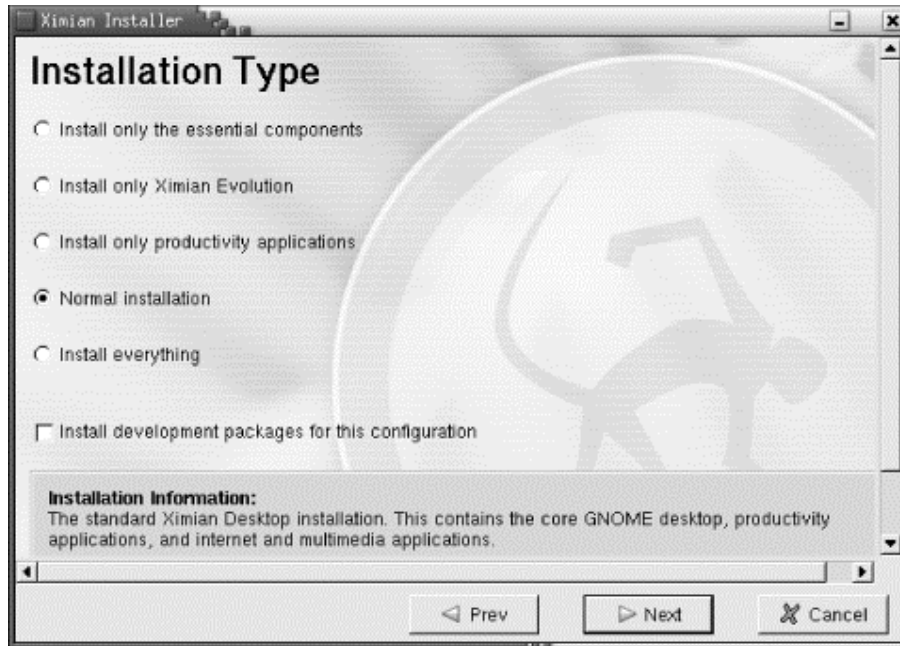 Ximian Installer
Installation Type
Install only the essential components
Install only Ximian Evolution
Install only productivity applications
Normal installation
Install everything
Install development packages for this configuration
Installation Information:
The standard Ximian Desktop installation. This contains the core GNOME desktop, productivity
applications, and internet and multimedia applications.
Prev
Next
Cancel